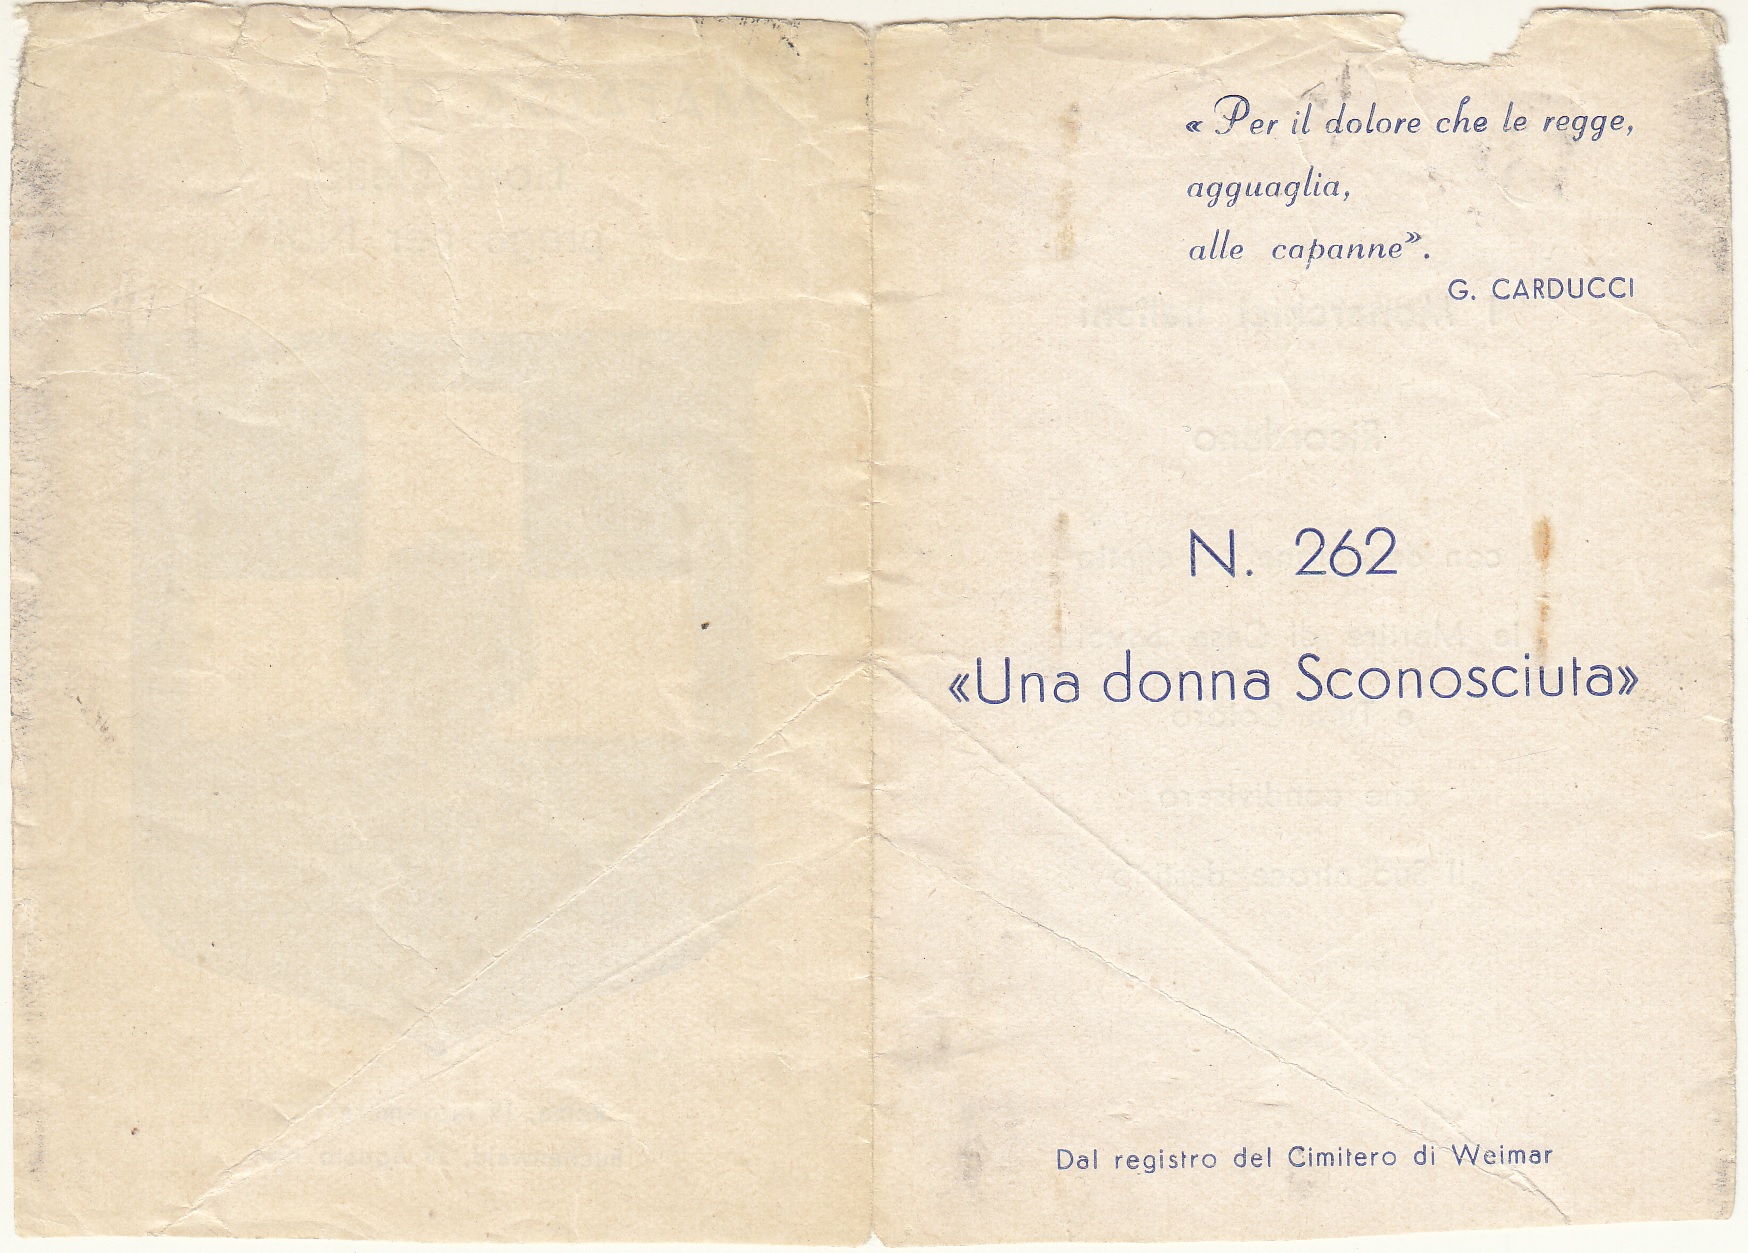 « Per il dolore che le regge,
agguaglia,
alle capanne».
G. CARDUCCI
N. 262
«Una donna Sconosciuta»
Dal registro del Cimitero di Weimar